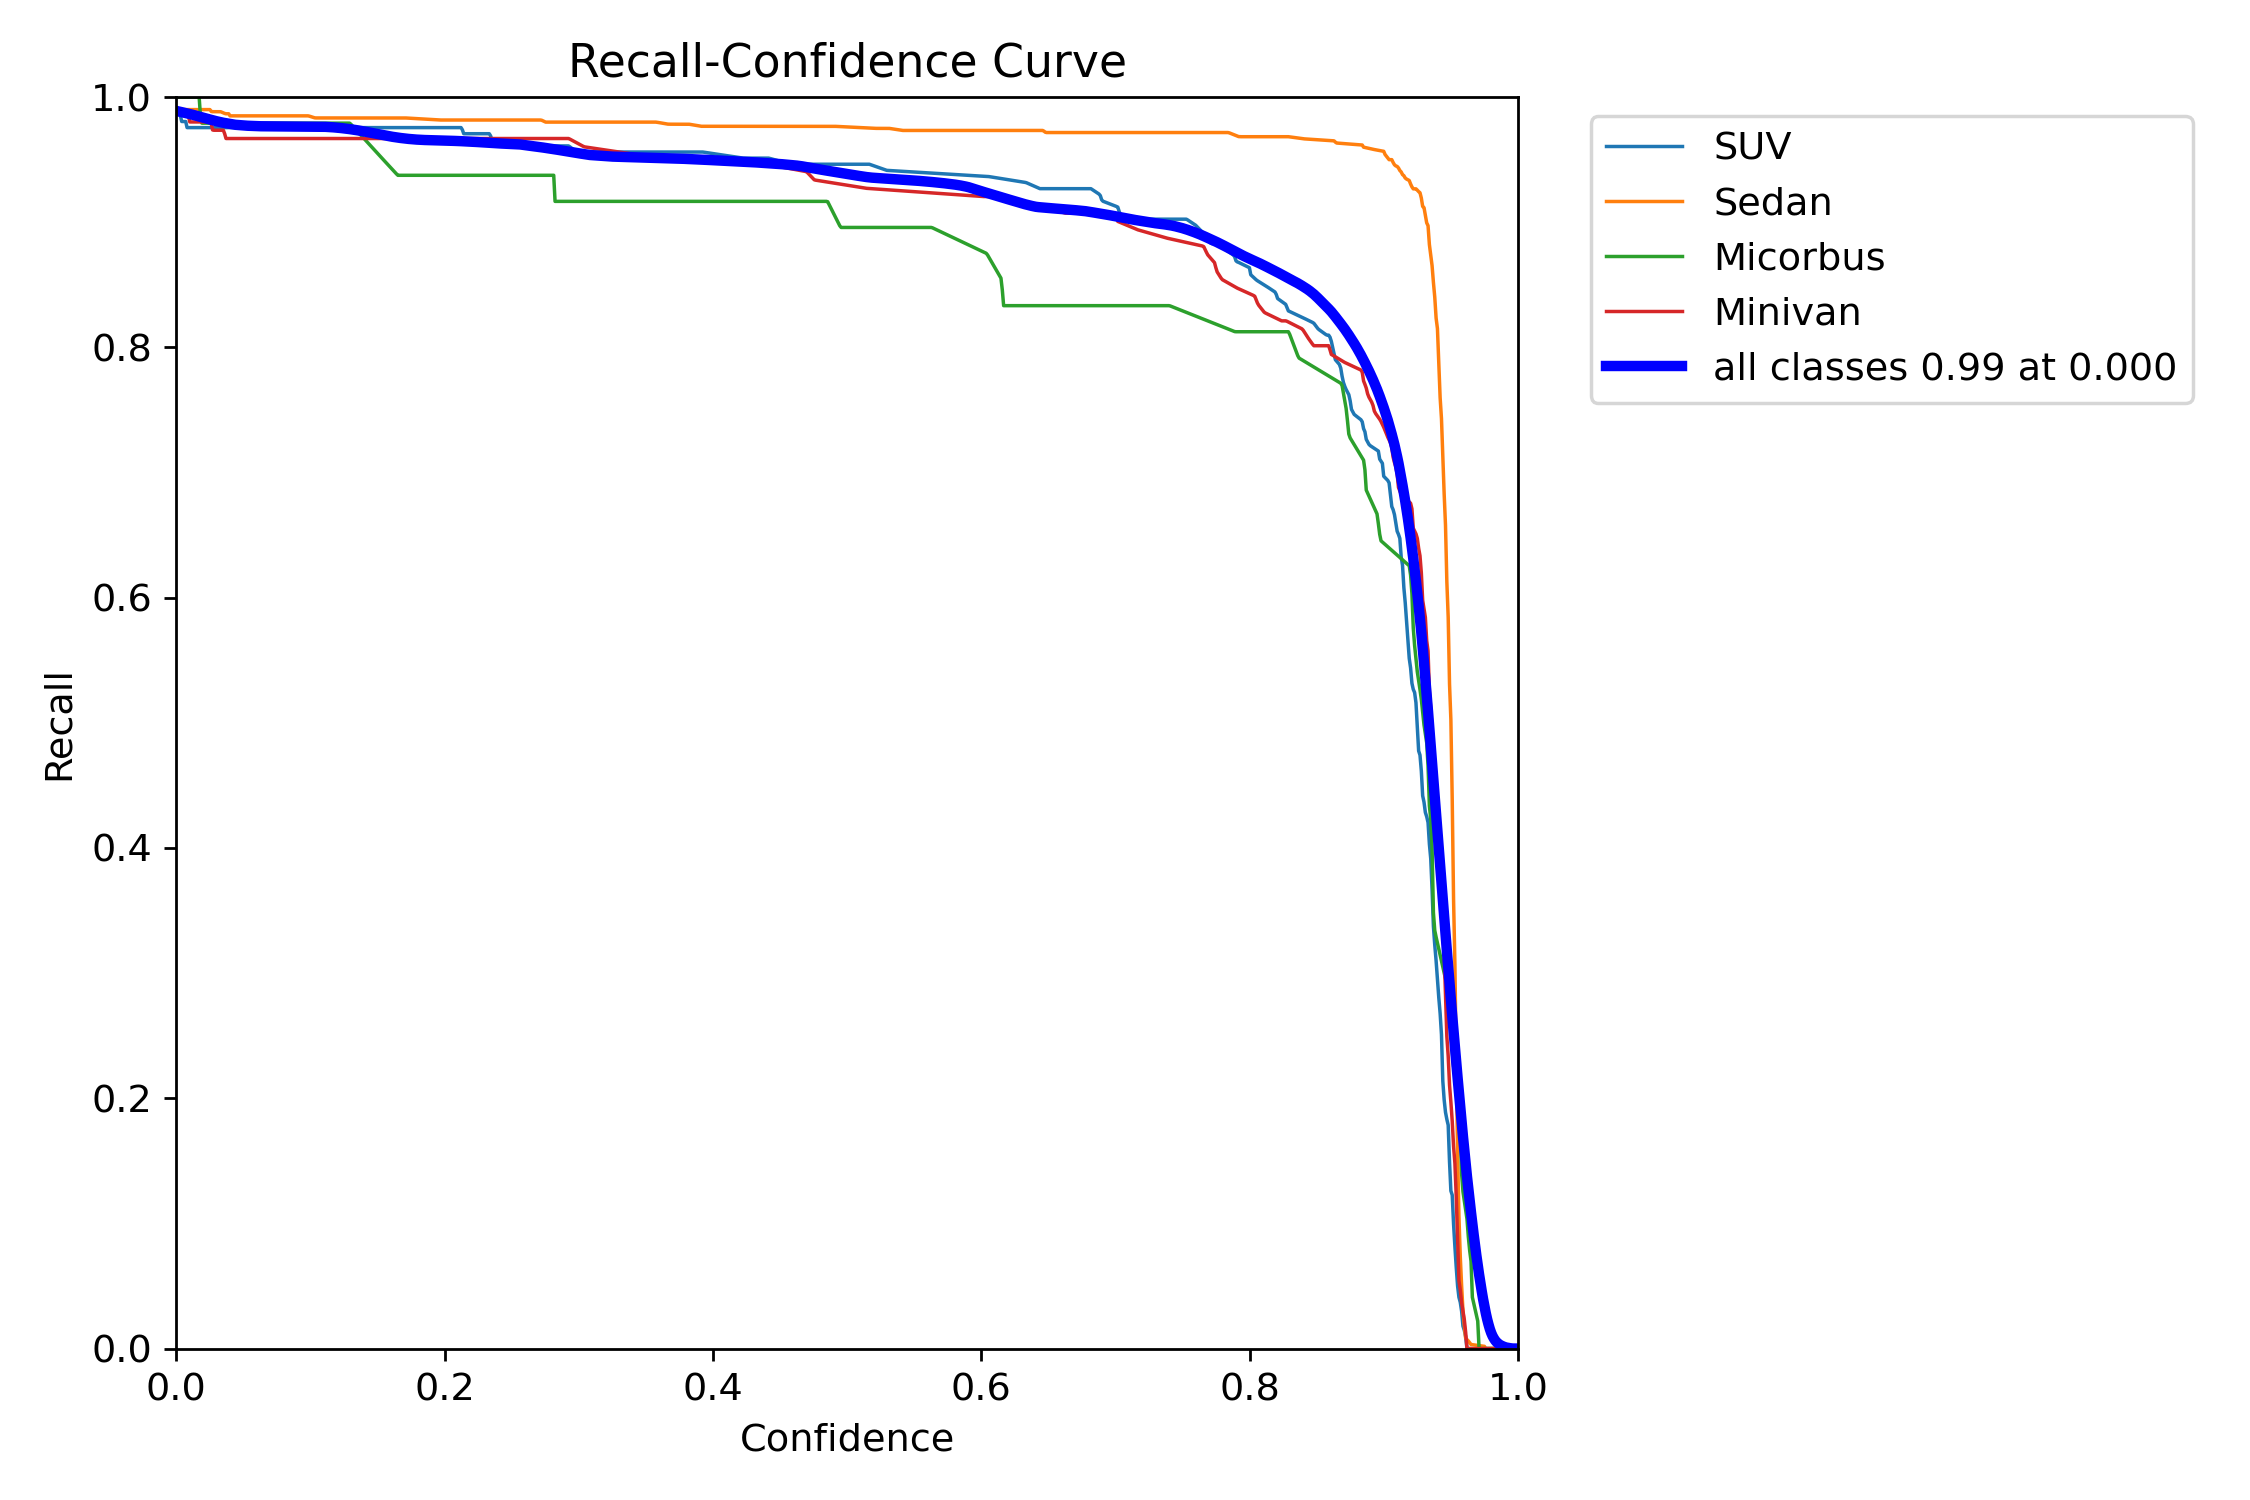 Recall-Confidence Curve
1.0
0.8
0.6
0.4
0.2
0.0
Recall
0.0 0.2 0.4 0.6 0.8 1.0
Confidence
SUV
Sedan
Micorbus
Minivan
all classes 0.99 at 0.000